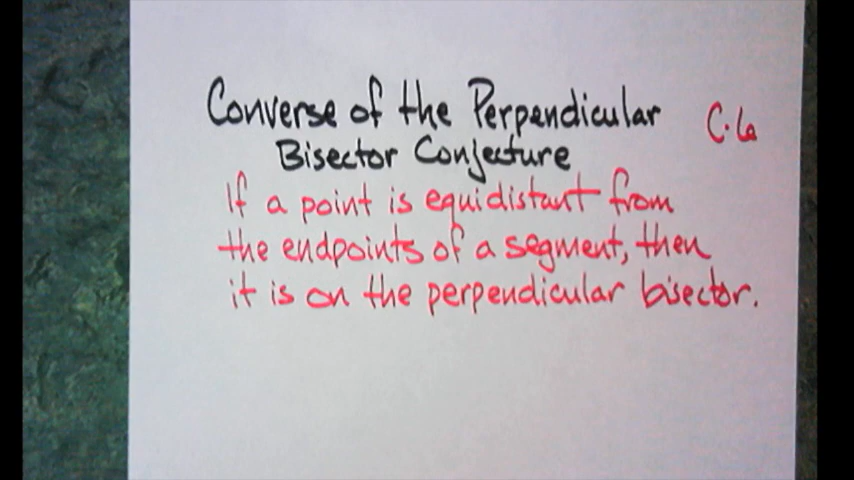 Converse of the Perpendicular
Bisector Conjecture
C-6
If a point is equidistant from
the endpoints of a segment, then
it is on the perpendicular bisector.